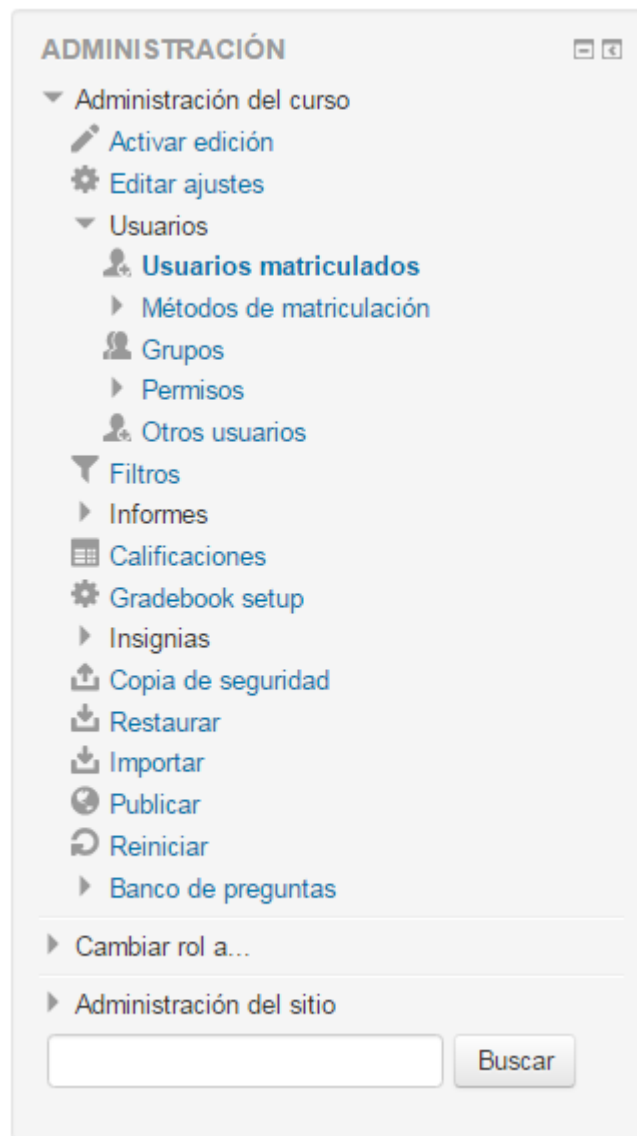 ADMINISTRACIÓN
Administración del curso
Activar edición
Editar ajustes
Usuarios
Usuarios matriculados
Métodos de matriculación
Grupos
Permisos
Otros usuarios
Filtros
Informes
Calificaciones
Gradebook setup
Insignias
Copia de seguridad
Restaurar
Importar
Publicar
Reiniciar
Banco de preguntas
Cambiar rol a...
Administración del sitio
Buscar